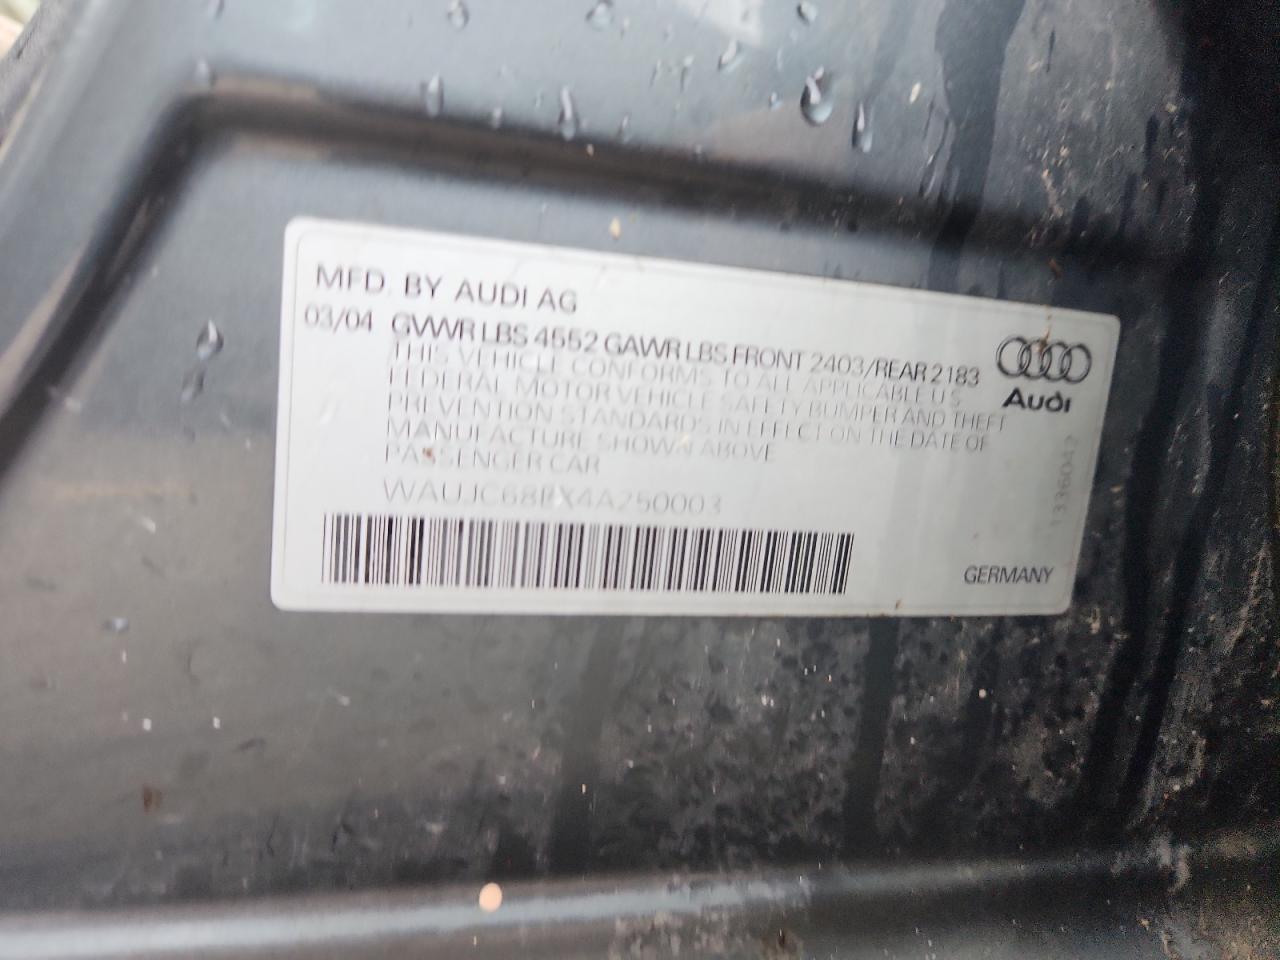 MFD. BY AUDI AG
03/04 GVWR LBS 4552 GAWR LBS FRONT 2403/REAR 2183
THIS VEHICLE CONFORMS TO ALL APPLICABLE U.S.
FEDERAL MOTOR VEHICLE SAFETY BUMPER AND THEFT
PREVENTION STANDARDS IN EFFECT ON THE DATE OF
MANUFACTURE SHOWN ABOVE
PASSENGER CAR
WAUJC68EX4A250003
GERMANY
Audi